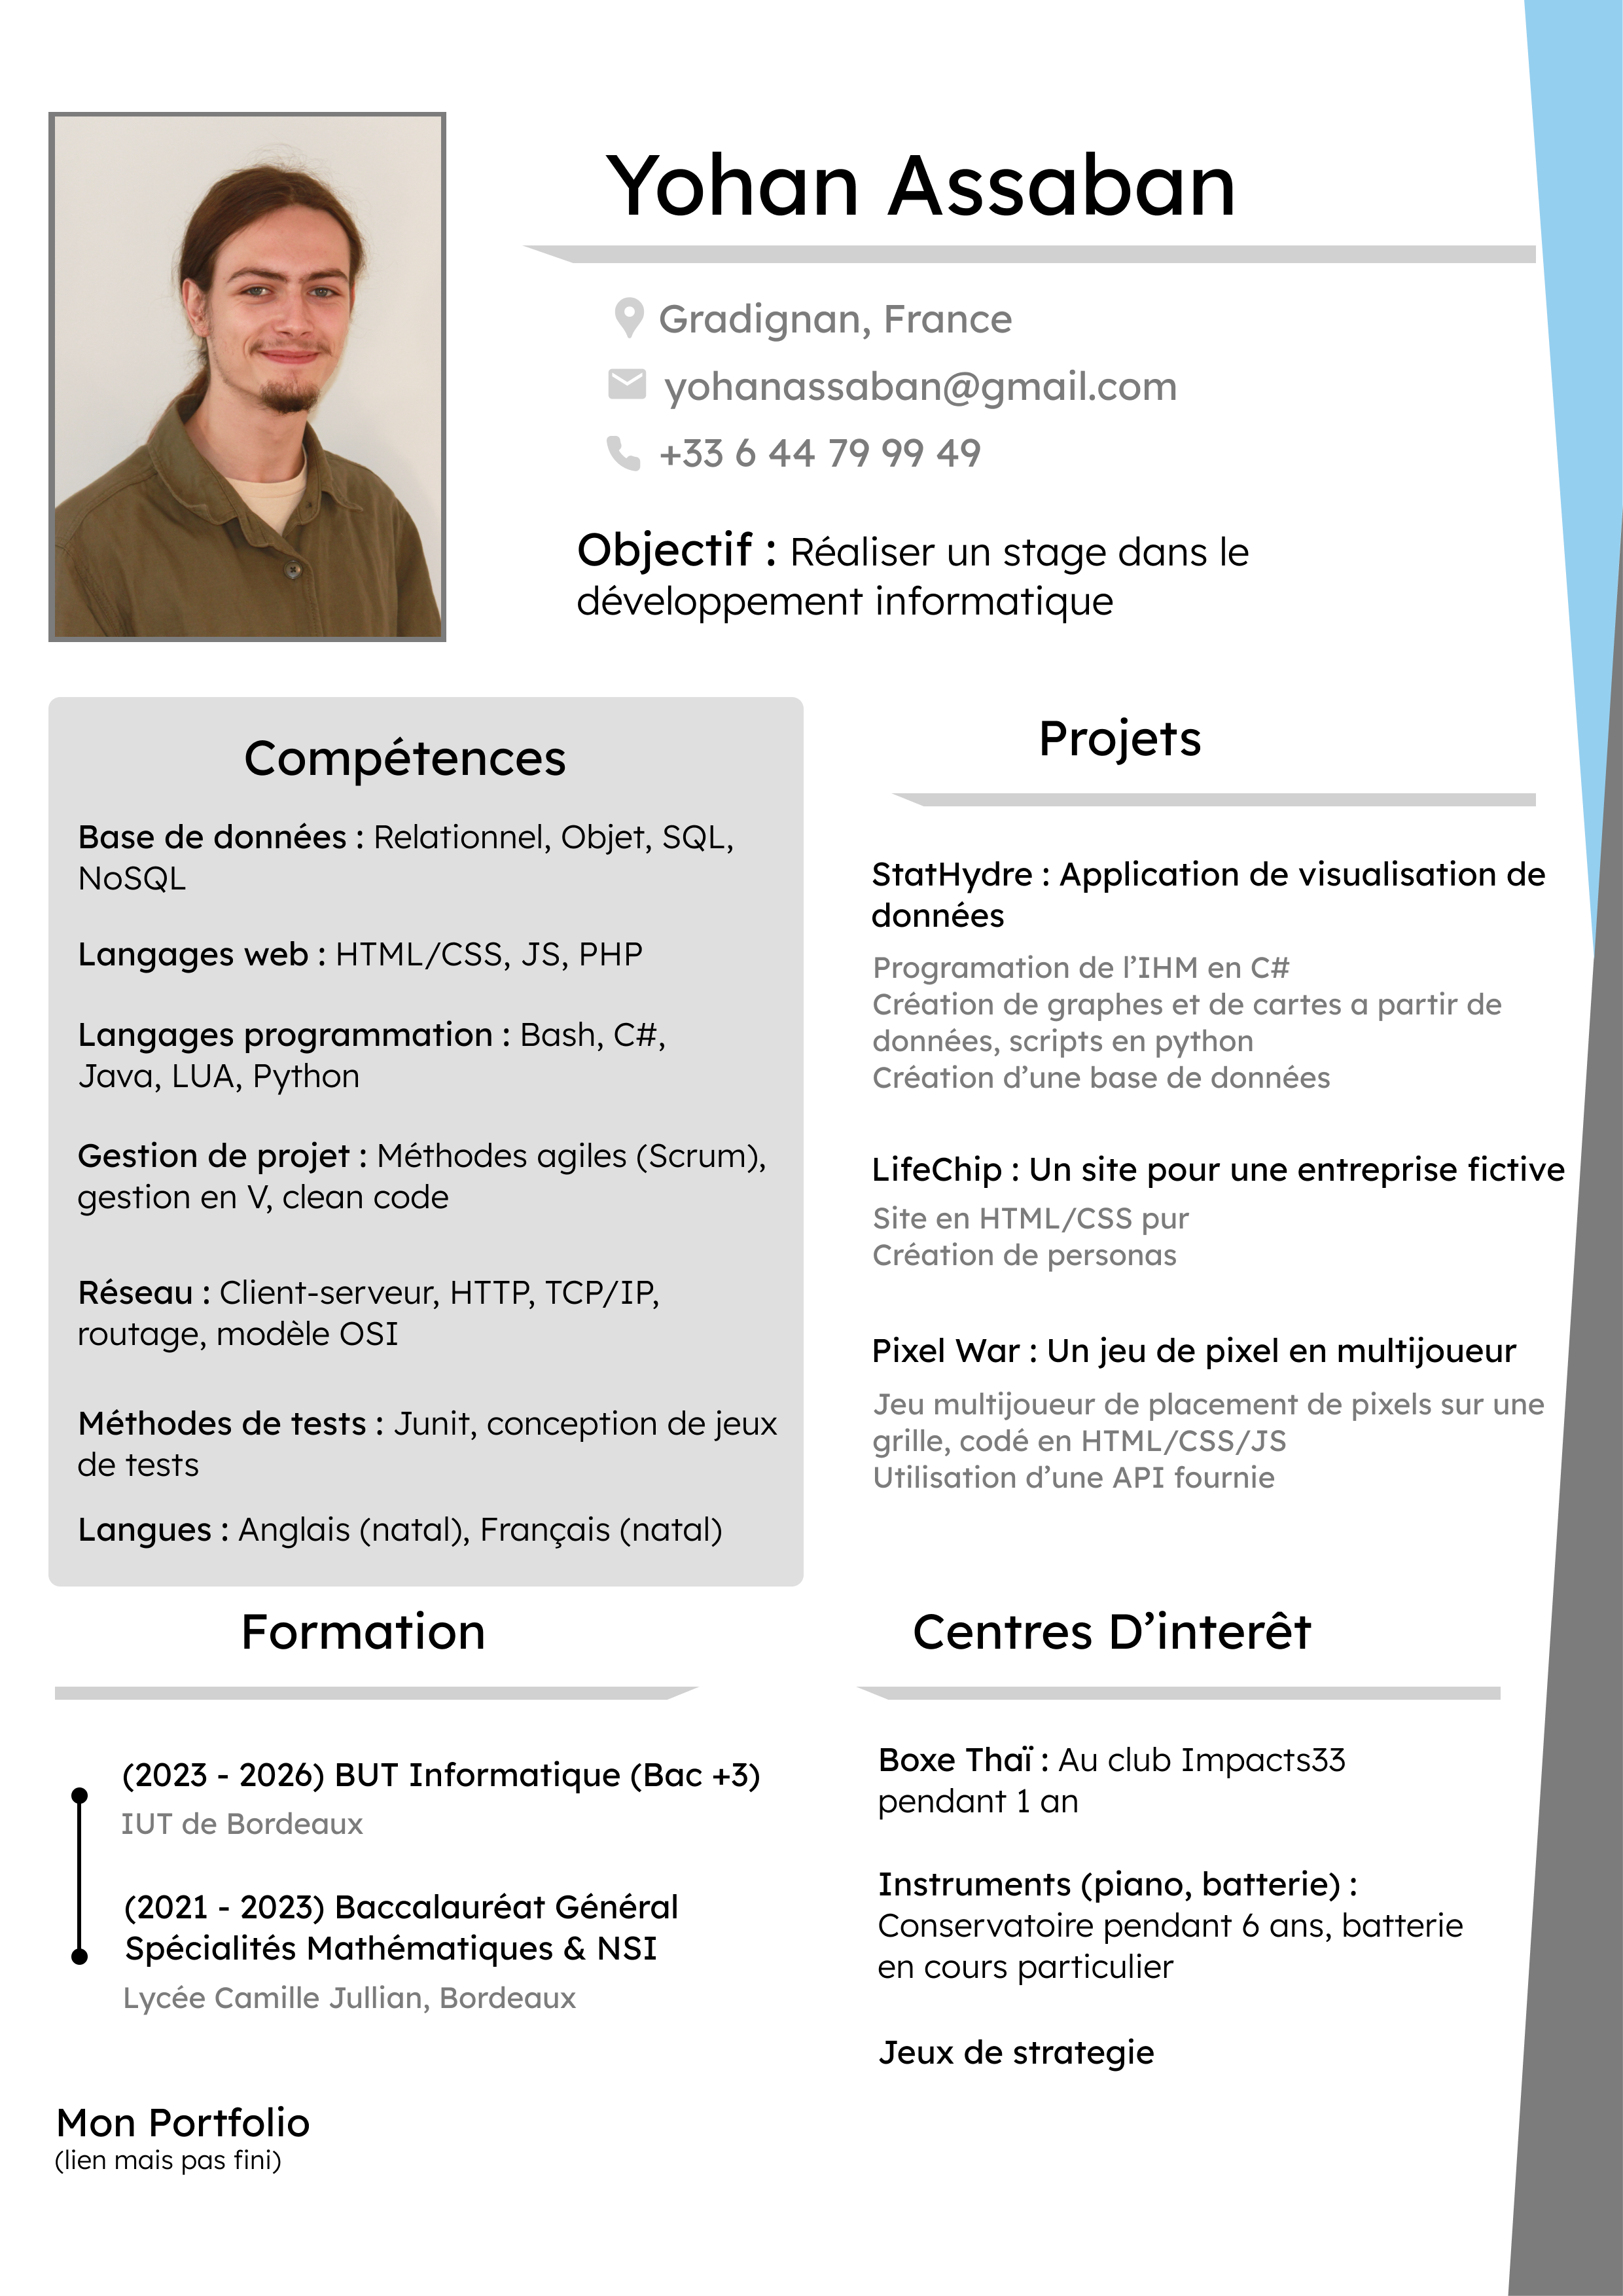 Yohan Assaban
Gradignan, France
yohanassaban@gmail.com
+33 6 44 79 99 49
Objectif : Réaliser un stage dans le
développement informatique
Compétences
Base de données : Relationnel, Objet, SQL,
NoSQL
Langages web : HTML/CSS, JS, PHP
Langages programmation : Bash, C#,
Java, LUA, Python
Gestion de projet : Méthodes agiles (Scrum),
gestion en V, clean code
Réseau : Client-serveur, HTTP, TCP/IP,
routage, modèle OSI
Méthodes de tests : Junit, conception de jeux
de tests
Langues : Anglais (natal), Français (natal)
Projets
StatHydre : Application de visualisation de
données
Programation de l’IHM en C#
Création de graphes et de cartes a partir de
données, scripts en python
Création d’une base de données
LifeChip : Un site pour une entreprise fictive
Site en HTML/CSS pur
Création de personas
Pixel War : Un jeu de pixel en multijoueur
Jeu multijoueur de placement de pixels sur une
grille, codé en HTML/CSS/JS
Utilisation d’une API fournie
Formation
(2023 - 2026) BUT Informatique (Bac +3)
IUT de Bordeaux
(2021 - 2023) Baccalauréat Général
Spécialités Mathématiques & NSI
Lycée Camille Jullian, Bordeaux
Centres D’interêt
Boxe Thaï : Au club Impacts33
pendant 1 an
Instruments (piano, batterie) :
Conservatoire pendant 6 ans, batterie
en cours particulier
Jeux de strategie
Mon Portfolio
(lien mais pas fini)